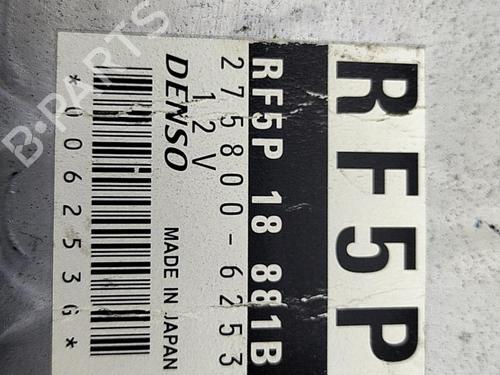 RF5P
RF5P 18 881B
275800-6253
12V
DENSO MADE IN JAPAN
*006253G*
B-PARTS